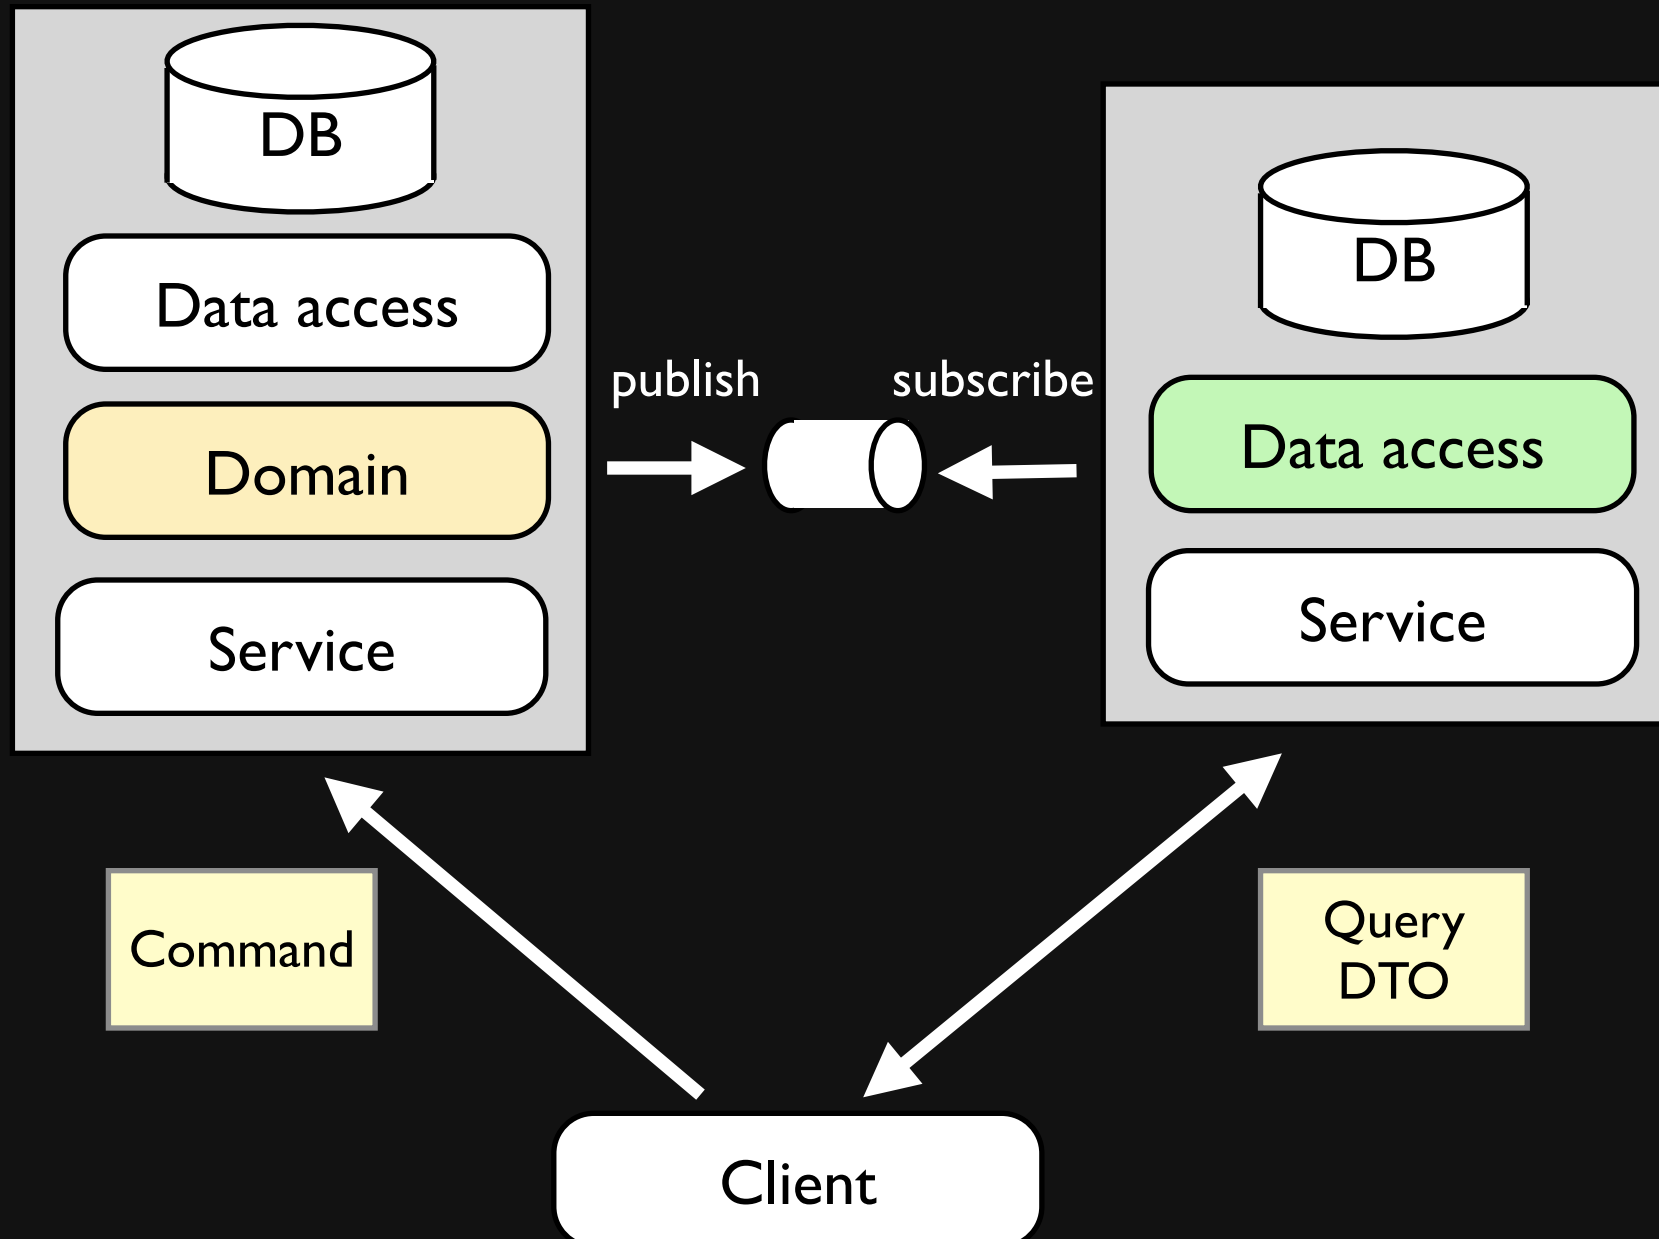 DB
Data access
Domain
Service
publish
subscribe
DB
Data access
Service
Command
Query
DTO
Client